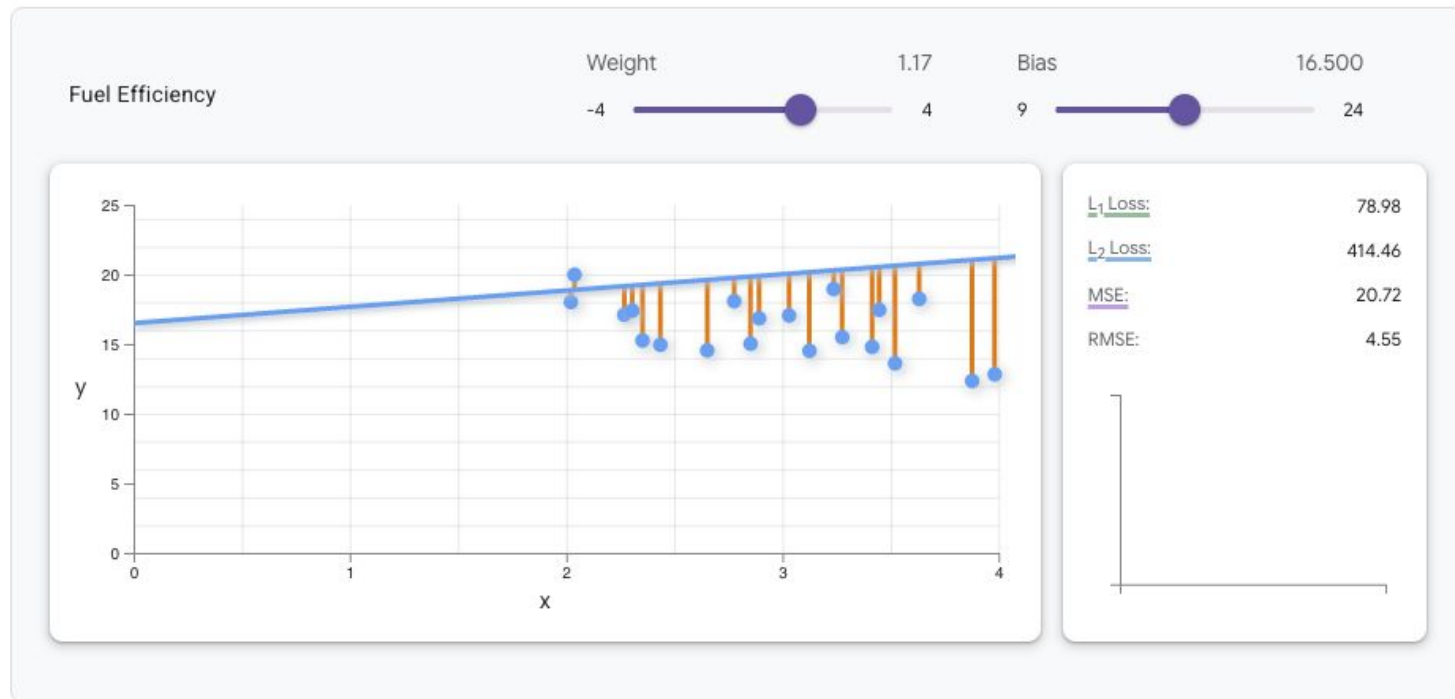 Fuel Efficiency
Weight 1.17
-4 4
Bias 16.500
9 24
25
20
15
10
5
0
y
0 1 2 3 4
x
L1 Loss: 78.98
L2 Loss: 414.46
MSE: 20.72
RMSE: 4.55